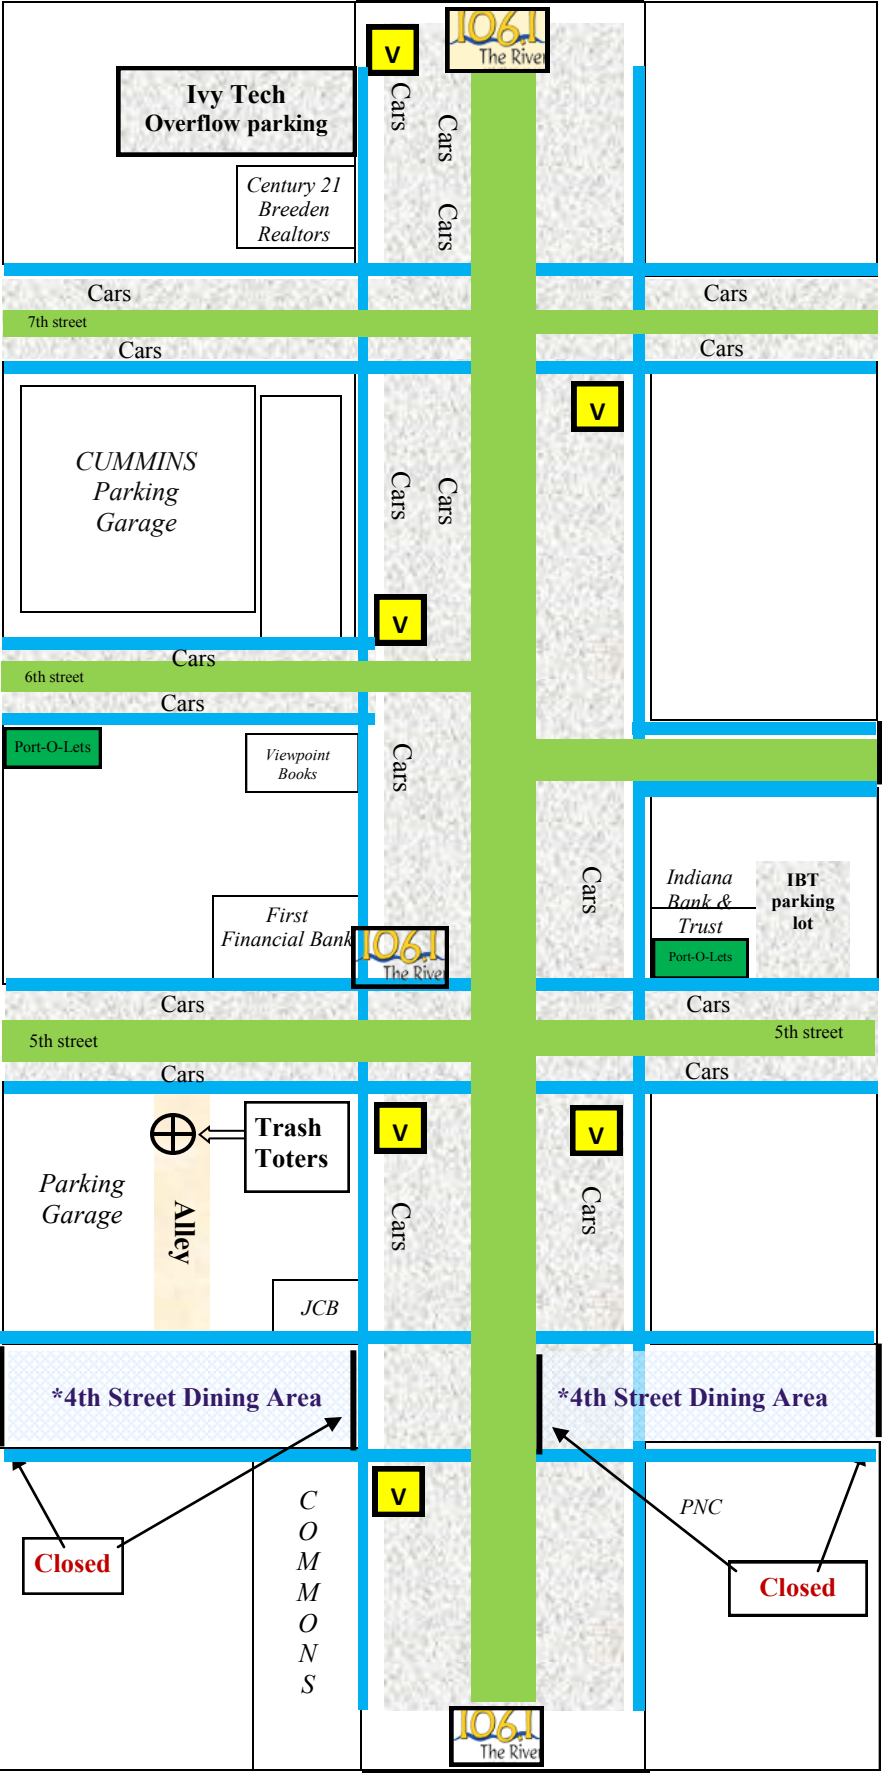 106.1
The River
V
Ivy Tech
Overflow parking
Cars
Cars
Century 21
Breeden
Realtors
Cars
Cars
Cars
7th street
Cars
Cars
V
CUMMINS
Parking
Garage
Cars
Cars
V
Cars
6th street
Cars
Port-O-Lets
Viewpoint
Books
Cars
Cars
Indiana
Bank &
Trust
IBT
parking
lot
First
Financial Bank
106.1
The River
Port-O-Lets
Cars
Cars
5th street
5th street
Cars
Cars
V
V
Trash
Toters
Parking
Garage
Alley
Cars
Cars
JCB
*4th Street Dining Area
*4th Street Dining Area
V
COMMONS
PNC
Closed
Closed
106.1
The River